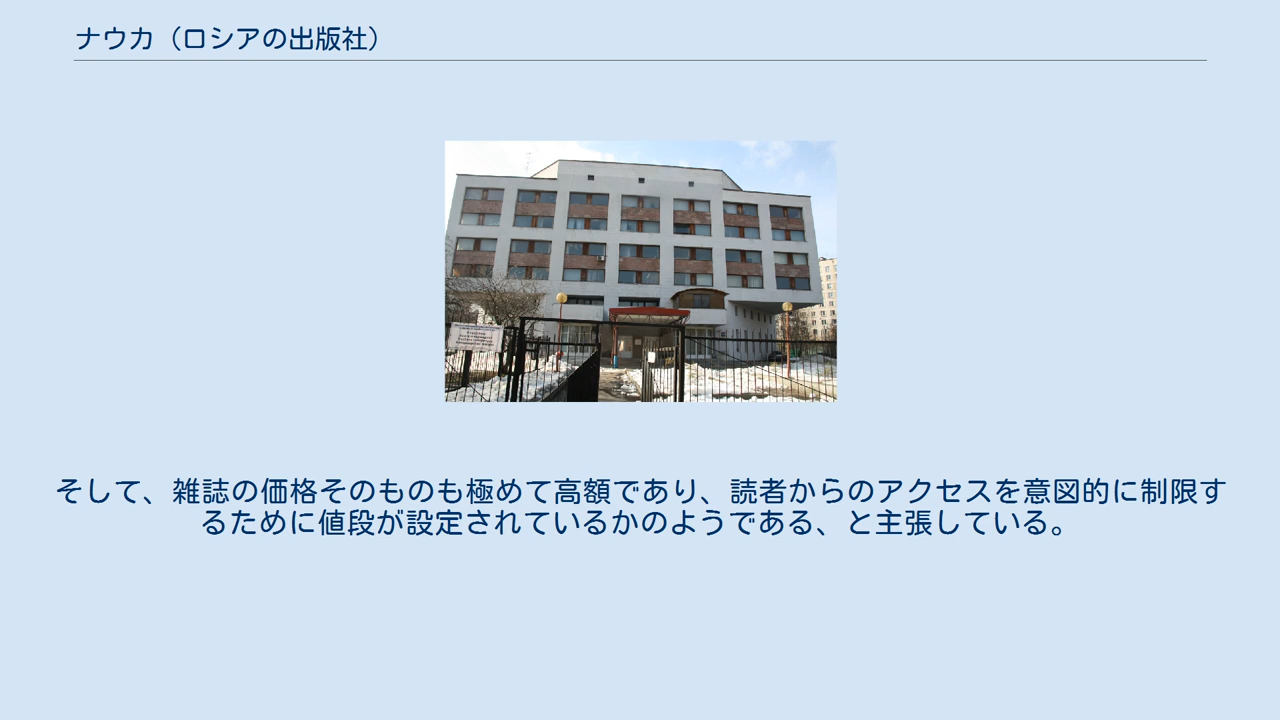 ナウカ（ロシアの出版社）
そして、雑誌の価格そのものも極めて高額であり、読者からのアクセスを意図的に制限す
るために値段が設定されているかのようである、と主張している。